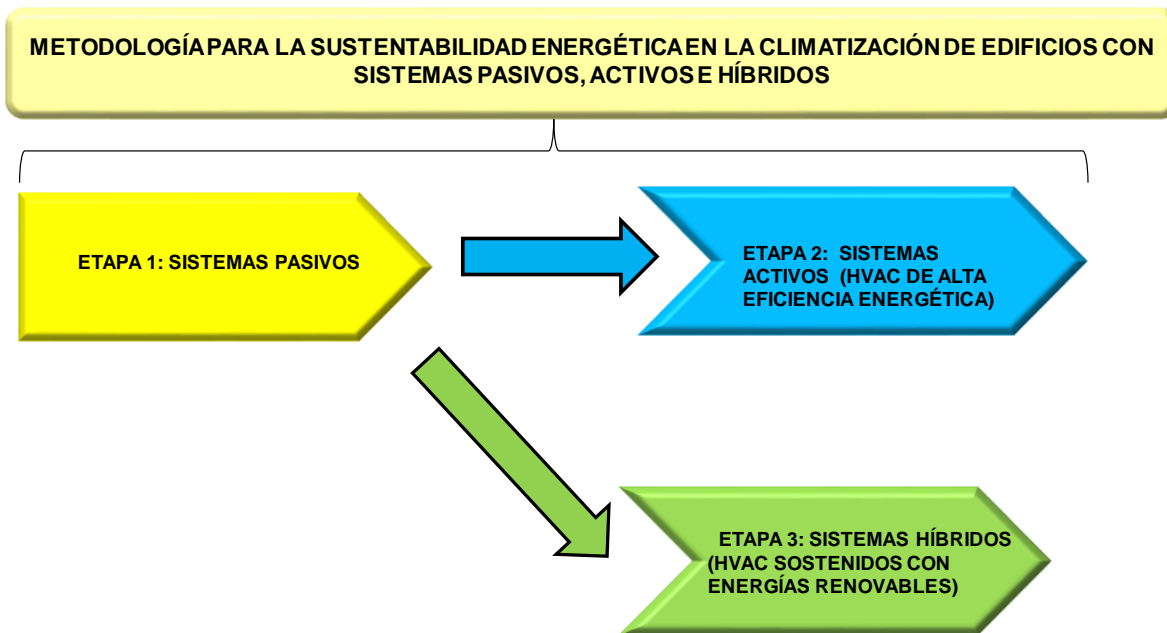 METODOLOGÍA PARA LA SUSTENTABILIDAD ENERGÉTICA EN LA CLIMATIZACIÓN DE EDIFICIOS CON
SISTEMAS PASIVOS, ACTIVOS E HÍBRIDOS
ETAPA 1: SISTEMAS PASIVOS
ETAPA 2: SISTEMAS
ACTIVOS (HVAC DE ALTA
EFICIENCIA ENERGÉTICA)
ETAPA 3: SISTEMAS HÍBRIDOS
(HVAC SOSTENIDOS CON
ENERGÍAS RENOVABLES)